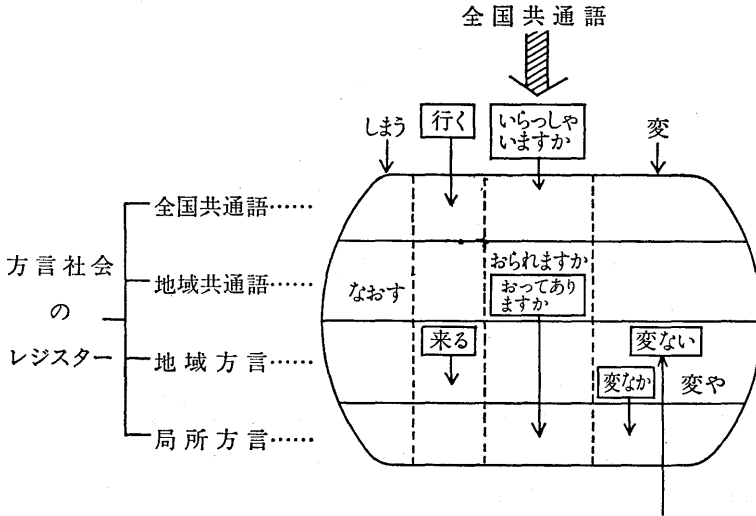 全国共通語
しまう
行く
いらっしゃ
いますか
変
方言社会
の
レジスター
全国共通語……
地域共通語……
地域方言……
局所方言……
なおす
おられますか
おってあり
ますか
来る
変ない
変なか
変や